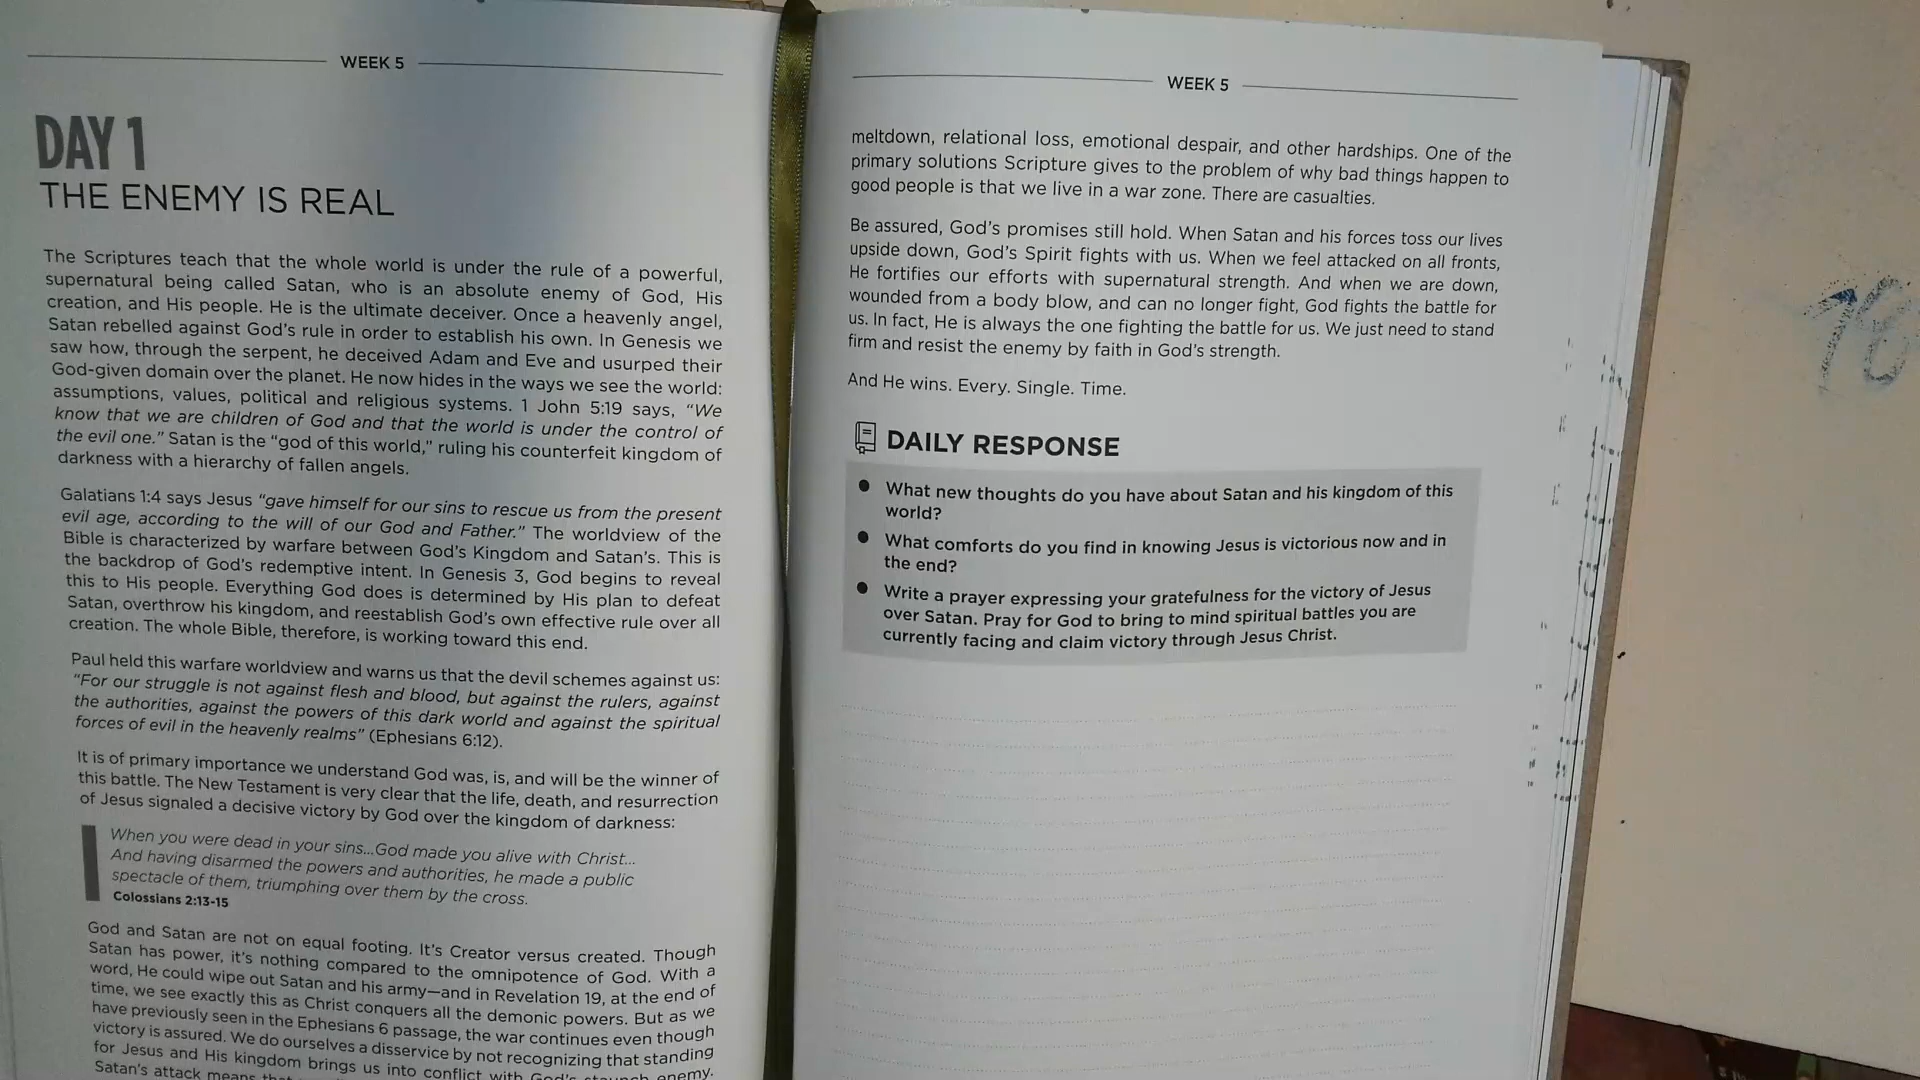 WEEK 5
DAY 1
THE ENEMY IS REAL
The Scriptures teach that the whole world is under the rule of a powerful,
supernatural being called Satan, who is an absolute enemy of God, His
creation, and His people. He is the ultimate deceiver. Once a heavenly angel,
Satan rebelled against God's rule in order to establish his own. In Genesis we
saw how, through the serpent, he deceived Adam and Eve and usurped their
God-given domain over the planet. He now hides in the ways we see the world:
assumptions, values, political and religious systems. 1 John 5:19 says, "We
know that we are children of God and that the world is under the control of
the evil one." Satan is the "god of this world," ruling his counterfeit kingdom of
darkness with a hierarchy of fallen angels.
Galatians 1:4 says Jesus "gave himself for our sins to rescue us from the present
evil age, according to the will of our God and Father." The worldview of the
Bible is characterized by warfare between God's Kingdom and Satan's. This is
the backdrop of God's redemptive intent. In Genesis 3, God begins to reveal
this to His people. Everything God does is determined by His plan to defeat
Satan, overthrow his kingdom, and reestablish God's own effective rule over all
creation. The whole Bible, therefore, is working toward this end.
Paul held this warfare worldview and warns us that the devil schemes against us:
"For our struggle is not against flesh and blood, but against the rulers, against
the authorities, against the powers of this dark world and against the spiritual
forces of evil in the heavenly realms" (Ephesians 6:12).
It is of primary importance we understand God was, is, and will be the winner of
this battle. The New Testament is very clear that the life, death, and resurrection
of Jesus signaled a decisive victory by God over the kingdom of darkness:
When you were dead in your sins...God made you alive with Christ...
And having disarmed the powers and authorities, he made a public
spectacle of them, triumphing over them by the cross.
Colossians 2:13-15
God and Satan are not on equal footing. It's Creator versus created. Though
Satan has power, it's nothing compared to the omnipotence of God. With a
word, He could wipe out Satan and his army—and in Revelation 19, at the end of
time, we see exactly this as Christ conquers all the demonic powers. But as we
have previously seen in the Ephesians 6 passage, the war continues even though
victory is assured. We do ourselves a disservice by not recognizing that standing
for Jesus and His kingdom brings us into conflict with God's staunch enemy.
Satan's attack means that
WEEK 5
meltdown, relational loss, emotional despair, and other hardships. One of the
primary solutions Scripture gives to the problem of why bad things happen to
good people is that we live in a war zone. There are casualties.
Be assured, God's promises still hold. When Satan and his forces toss our lives
upside down, God's Spirit fights with us. When we feel attacked on all fronts,
He fortifies our efforts with supernatural strength. And when we are down,
wounded from a body blow, and can no longer fight, God fights the battle for
us. In fact, He is always the one fighting the battle for us. We just need to stand
firm and resist the enemy by faith in God's strength.
And He wins. Every. Single. Time.
DAILY RESPONSE
● What new thoughts do you have about Satan and his kingdom of this
world?
● What comforts do you find in knowing Jesus is victorious now and in
the end?
● Write a prayer expressing your gratefulness for the victory of Jesus
over Satan. Pray for God to bring to mind spiritual battles you are
currently facing and claim victory through Jesus Christ.